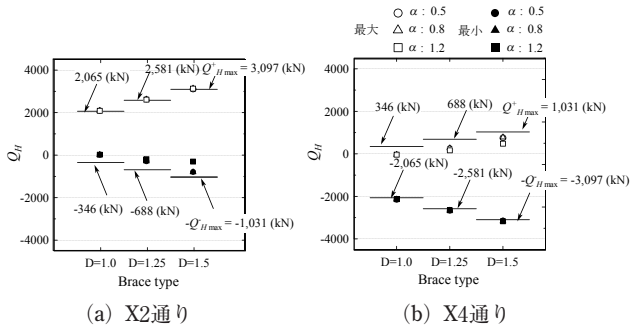 最大 ○ α : 0.5 最小 ● α : 0.5
△ α : 0.8 ▲ α : 0.8
□ α : 1.2 ■ α : 1.2
4000
2000
0
-2000
-4000
Q_H
2,065 (kN)
2,581 (kN)
Q⁺_H max = 3,097 (kN)
-346 (kN)
-688 (kN)
-Q⁻_H max = -1,031 (kN)
D=1.0 D=1.25 D=1.5
Brace type
(a) X2通り
4000
2000
0
-2000
-4000
Q_H
346 (kN)
688 (kN)
Q⁺_H max = 1,031 (kN)
-2,065 (kN)
-2,581 (kN)
-Q⁻_H max = -3,097 (kN)
D=1.0 D=1.25 D=1.5
Brace type
(b) X4通り